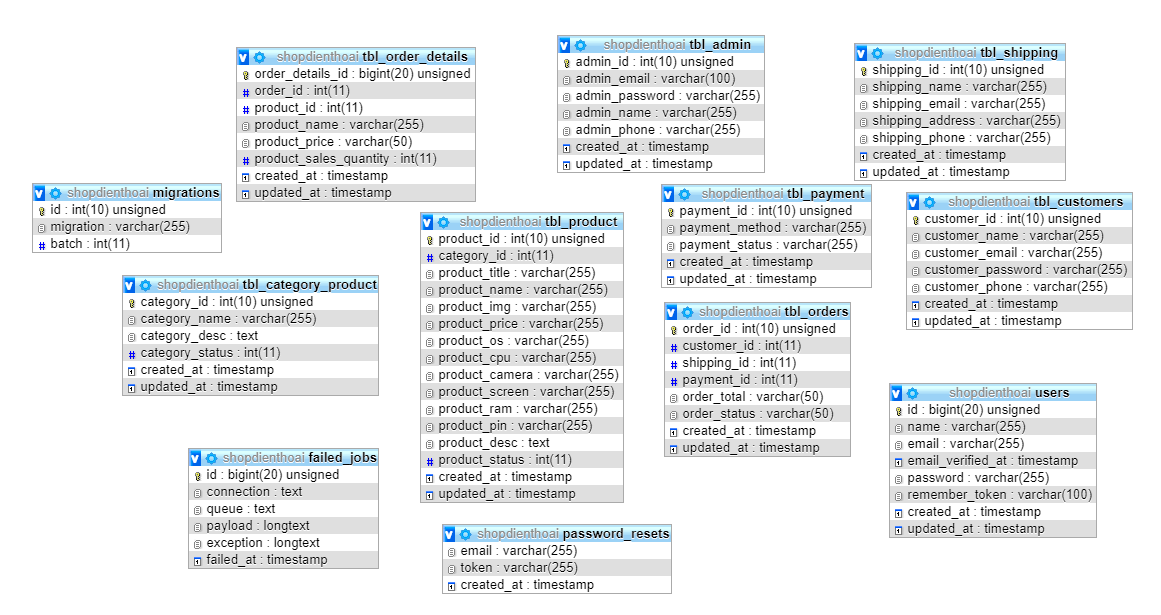 shopdienthoai tbl_order_details
order_details_id : bigint(20) unsigned
order_id : int(11)
product_id : int(11)
product_name : varchar(255)
product_price : varchar(50)
product_sales_quantity : int(11)
created_at : timestamp
updated_at : timestamp
shopdienthoai tbl_admin
admin_id : int(10) unsigned
admin_email : varchar(100)
admin_password : varchar(255)
admin_name : varchar(255)
admin_phone : varchar(255)
created_at : timestamp
updated_at : timestamp
shopdienthoai tbl_shipping
shipping_id : int(10) unsigned
shipping_name : varchar(255)
shipping_email : varchar(255)
shipping_address : varchar(255)
shipping_phone : varchar(255)
created_at : timestamp
updated_at : timestamp
shopdienthoai migrations
id : int(10) unsigned
migration : varchar(255)
batch : int(11)
shopdienthoai tbl_product
product_id : int(10) unsigned
category_id : int(11)
product_title : varchar(255)
product_name : varchar(255)
product_img : varchar(255)
product_price : varchar(255)
product_os : varchar(255)
product_cpu : varchar(255)
product_camera : varchar(255)
product_screen : varchar(255)
product_ram : varchar(255)
product_pin : varchar(255)
product_desc : text
product_status : int(11)
created_at : timestamp
updated_at : timestamp
shopdienthoai tbl_payment
payment_id : int(10) unsigned
payment_method : varchar(255)
payment_status : varchar(255)
created_at : timestamp
updated_at : timestamp
shopdienthoai tbl_customers
customer_id : int(10) unsigned
customer_name : varchar(255)
customer_email : varchar(255)
customer_password : varchar(255)
customer_phone : varchar(255)
created_at : timestamp
updated_at : timestamp
shopdienthoai tbl_category_product
category_id : int(10) unsigned
category_name : varchar(255)
category_desc : text
category_status : int(11)
created_at : timestamp
updated_at : timestamp
shopdienthoai tbl_orders
order_id : int(10) unsigned
customer_id : int(11)
shipping_id : int(11)
payment_id : int(11)
order_total : varchar(50)
order_status : varchar(50)
created_at : timestamp
updated_at : timestamp
shopdienthoai users
id : bigint(20) unsigned
name : varchar(255)
email : varchar(255)
email_verified_at : timestamp
password : varchar(255)
remember_token : varchar(100)
created_at : timestamp
updated_at : timestamp
shopdienthoai failed_jobs
id : bigint(20) unsigned
connection : text
queue : text
payload : longtext
exception : longtext
failed_at : timestamp
shopdienthoai password_resets
email : varchar(255)
token : varchar(255)
created_at : timestamp